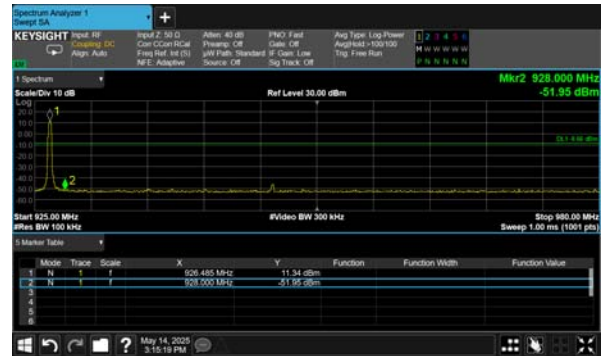 Spectrum Analyzer 1
Swept SA
+
KEYSIGHT Input: RF
Coupling: DC
Align: Auto
Input Z: 50 Ω
Corr CCorr RCal
Freq Ref: Int (S)
NFE: Adaptive
Atten: 40 dB
Preamp: Off
µW Path: Standard
Source: Off
PNO: Fast
Gate: Off
IF Gain: Low
Sig Track: Off
Avg Type: Log-Power
Avg|Hold:>100/100
Trig: Free Run
1 2 3 4 5 6
M W W W W W
P N N N N N
1 Spectrum
Mkr2 928.000 MHz
Scale/Div 10 dB
Ref Level 30.00 dBm
-51.95 dBm
Log
20.0
10.0
0.00
-20.0
-30.0
-40.0
-60.0
1
2
Start 925.00 MHz
#Video BW 300 kHz
Stop 980.00 MHz
#Res BW 100 kHz
Sweep 1.00 ms (1001 pts)
5 Marker Table
Mode Trace Scale X Y Function Function Width Function Value
1 N 1 f 926.485 MHz 11.34 dBm
2 N 1 f 928.000 MHz -51.95 dBm
3
4
5
6
?
May 14, 2025
3:15:19 PM